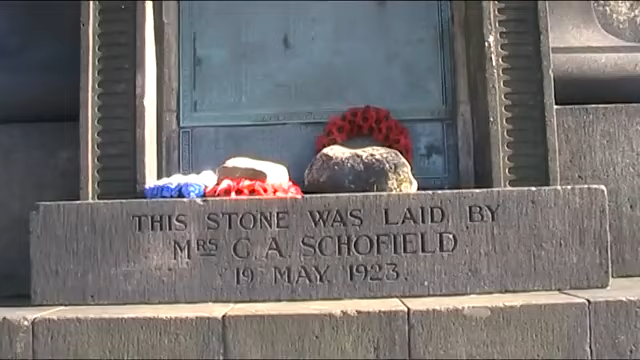 THIS STONE WAS LAID BY
MRS C. A. SCHOFIELD
19 MAY 1923.